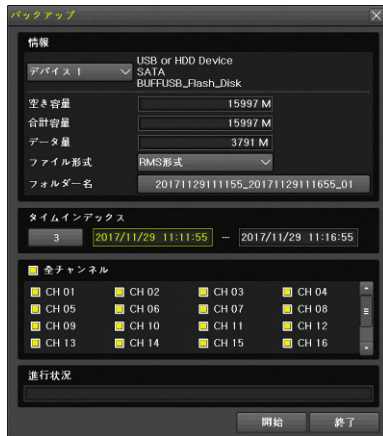 バックアップ
情報
デバイス 1
USB or HDD Device
SATA
BUFFUSB_Flash_Disk
空き容量 15997 M
合計容量 15997 M
データ量 3791 M
ファイル形式 RMS形式
フォルダー名 20171129111155_20171129111655_01
タイムインデックス
3 2017/11/29 11:11:55 – 2017/11/29 11:16:55
全チャンネル
CH 01 CH 02 CH 03 CH 04
CH 05 CH 06 CH 07 CH 08
CH 09 CH 10 CH 11 CH 12
CH 13 CH 14 CH 15 CH 16
進行状況
開始 終了